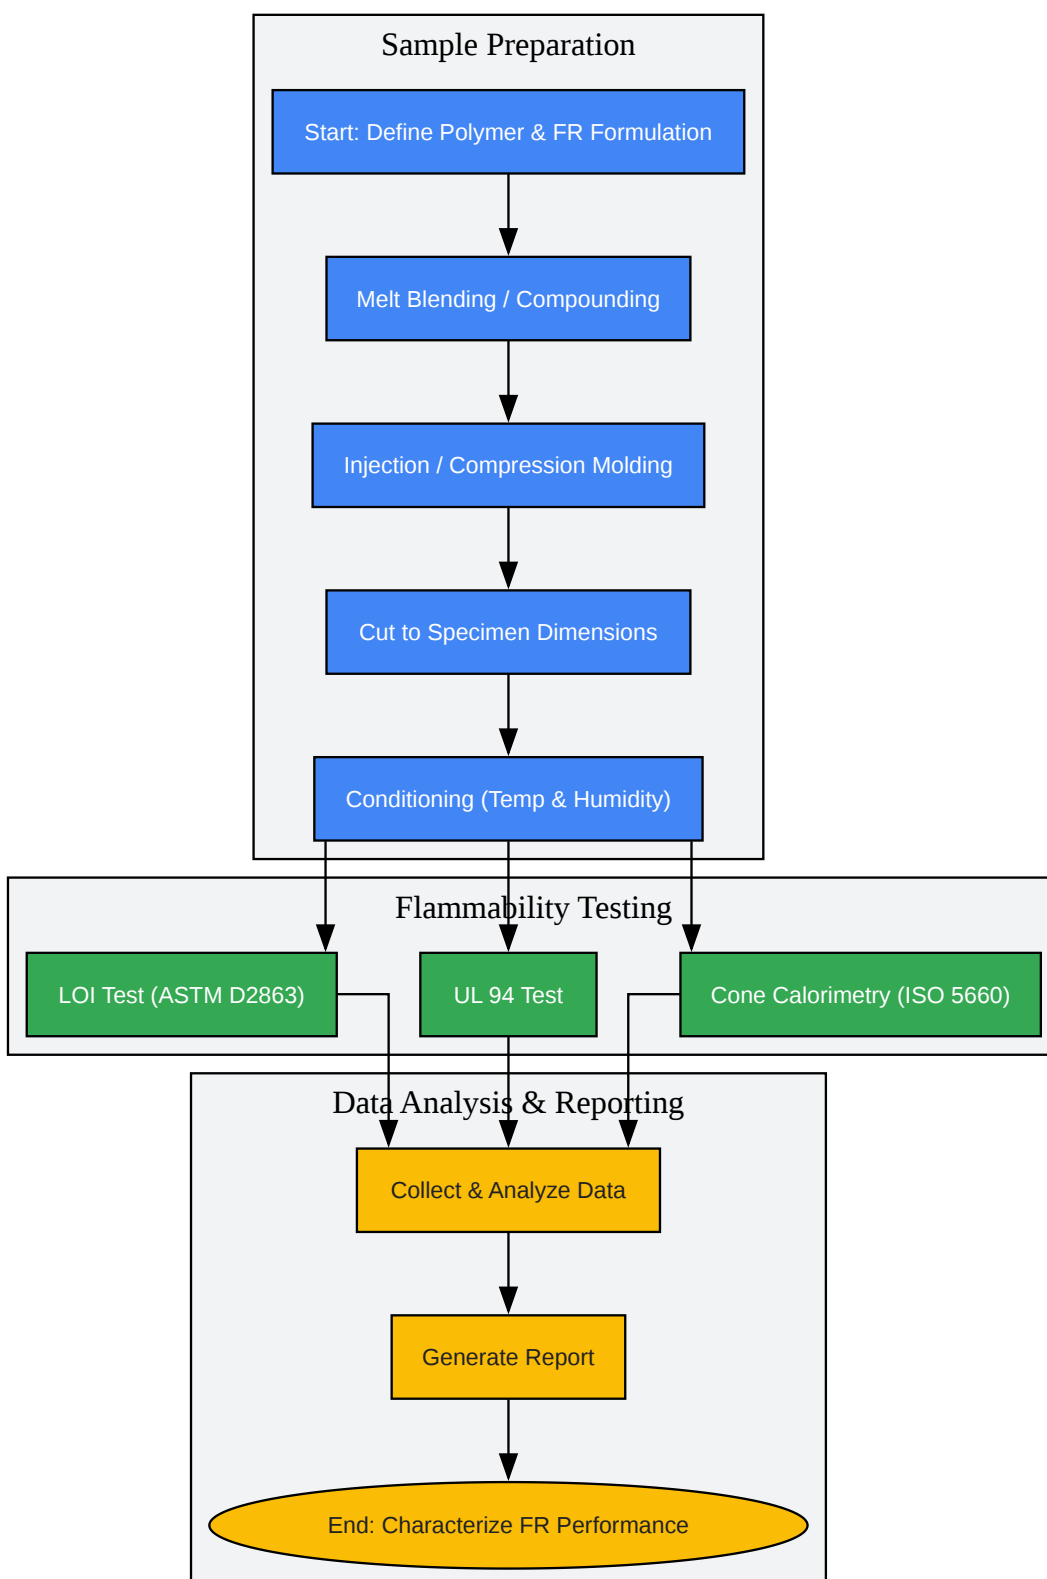 Sample Preparation
Start: Define Polymer & FR Formulation
Melt Blending / Compounding
Injection / Compression Molding
Cut to Specimen Dimensions
Conditioning (Temp & Humidity)
Flammability Testing
LOI Test (ASTM D2863)
UL 94 Test
Cone Calorimetry (ISO 5660)
Data Analysis & Reporting
Collect & Analyze Data
Generate Report
End: Characterize FR Performance